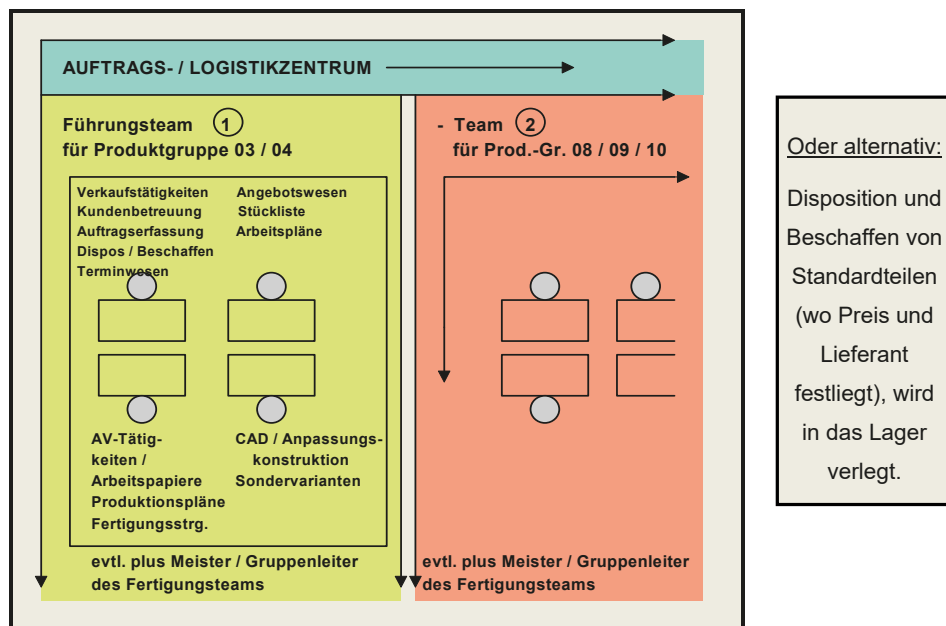 AUFTRAGS- / LOGISTIKZENTRUM
Führungsteam 1
für Produktgruppe 03 / 04
Verkaufstätigkeiten
Kundenbetreuung
Auftragserfassung
Dispos / Beschaffen
Terminwesen
Angebotswesen
Stückliste
Arbeitspläne
AV-Tätig-
keiten /
Arbeitspapiere
Produktionspläne
Fertigungsstrg.
CAD / Anpassungs-
konstruktion
Sondervarianten
evtl. plus Meister / Gruppenleiter
des Fertigungsteams
- Team 2
für Prod.-Gr. 08 / 09 / 10
evtl. plus Meister / Gruppenleiter
des Fertigungsteams
Oder alternativ:
Disposition und
Beschaffen von
Standardteilen
(wo Preis und
Lieferant
festliegt), wird
in das Lager
verlegt.